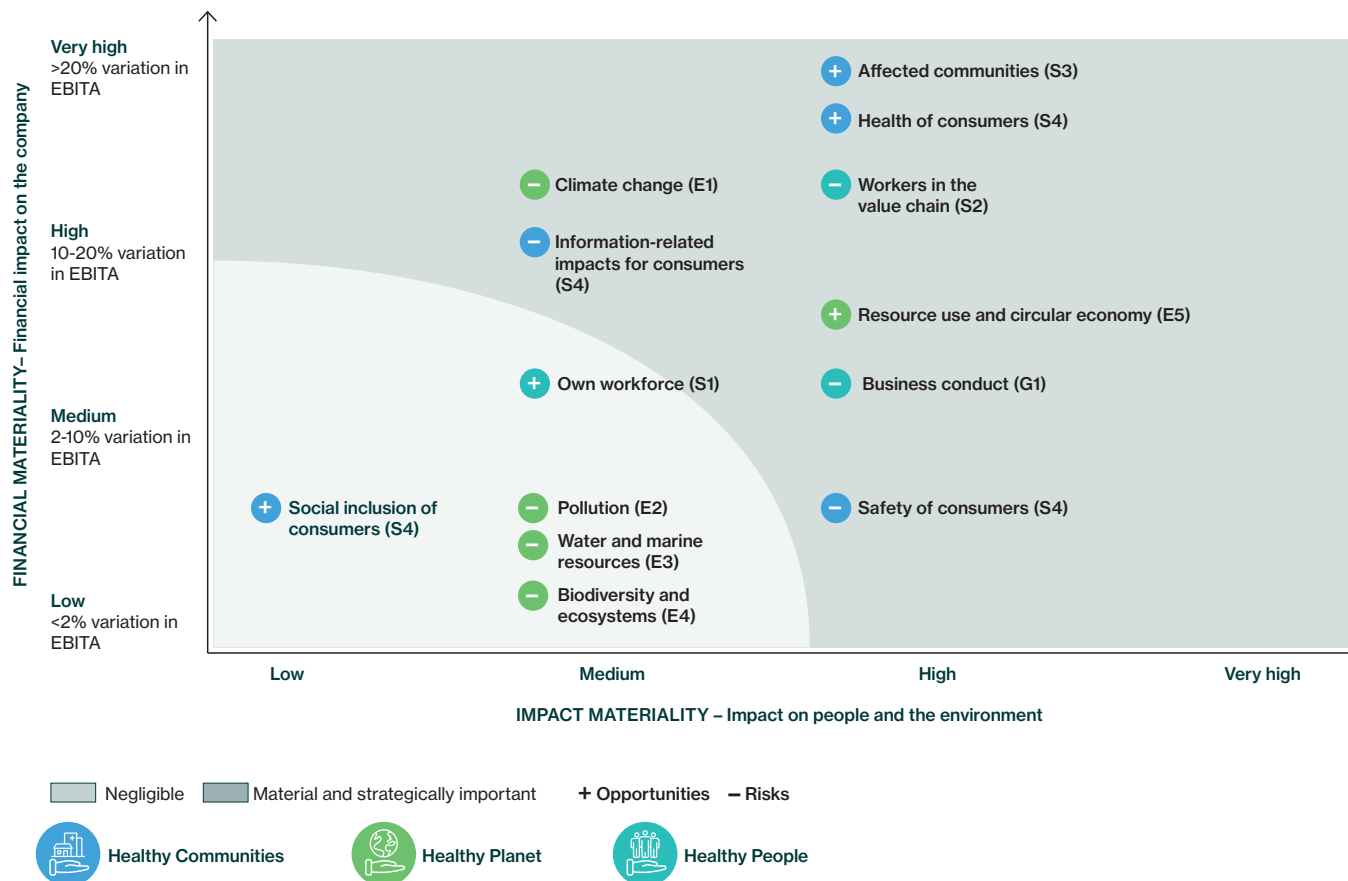 FINANCIAL MATERIALITY– Financial impact on the company
Very high
>20% variation in
EBITA
High
10-20% variation
in EBITA
Medium
2-10% variation in
EBITA
Low
<2% variation in
EBITA
+ Affected communities (S3)
+ Health of consumers (S4)
– Climate change (E1)
– Workers in the
value chain (S2)
– Information-related
impacts for consumers
(S4)
+ Resource use and circular economy (E5)
+ Own workforce (S1)
– Business conduct (G1)
+ Social inclusion of
consumers (S4)
– Pollution (E2)
– Safety of consumers (S4)
– Water and marine
resources (E3)
– Biodiversity and
ecosystems (E4)
Low
Medium
High
Very high
IMPACT MATERIALITY – Impact on people and the environment
Negligible
Material and strategically important
+ Opportunities
– Risks
Healthy Communities
Healthy Planet
Healthy People